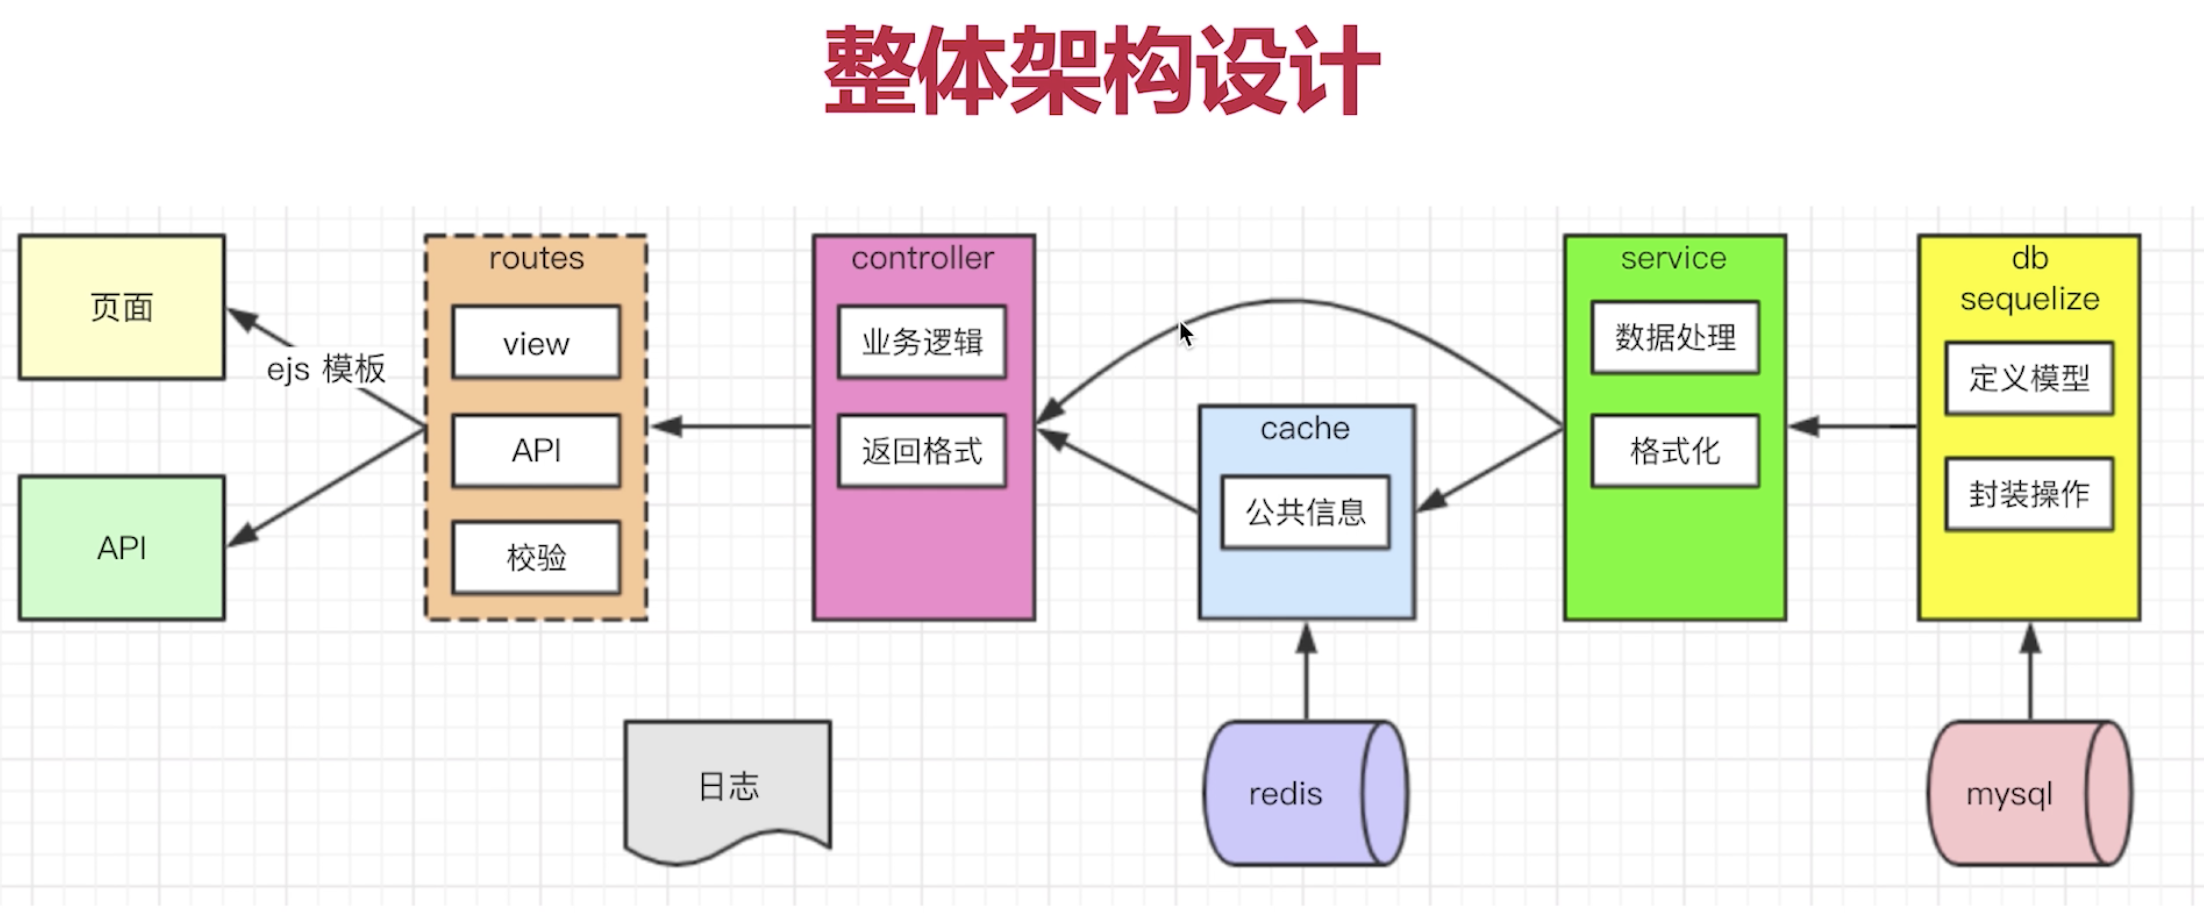 整体架构设计
页面
ejs 模板
API
routes
view
API
校验
controller
业务逻辑
返回格式
cache
公共信息
service
数据处理
格式化
db
sequelize
定义模型
封装操作
日志
redis
mysql